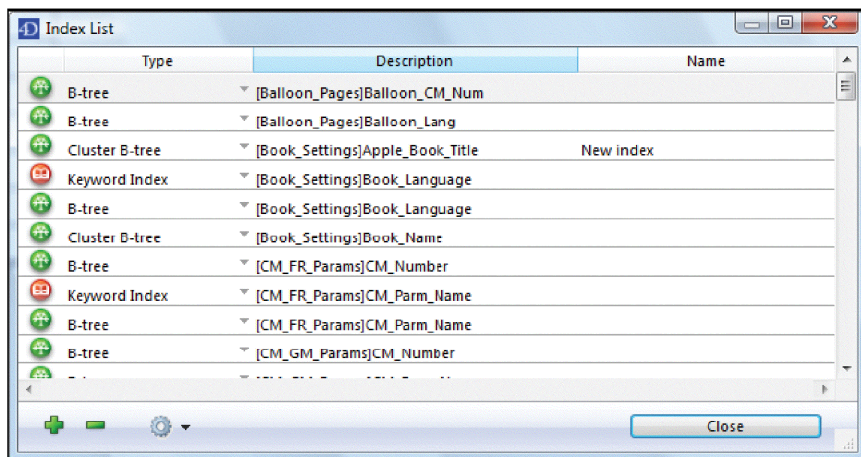 4D Index List
Type Description Name
B-tree [Balloon_Pages]Balloon_CM_Num
B-tree [Balloon_Pages]Balloon_Lang
Cluster B-tree [Book_Settings]Apple_Book_Title New index
Keyword Index [Book_Settings]Book_Language
B-tree [Book_Settings]Book_Language
Cluster B-tree [Book_Settings]Book_Name
B-tree [CM_FR_Params]CM_Number
Keyword Index [CM_FR_Params]CM_Parm_Name
B-tree [CM_FR_Params]CM_Parm_Name
B-tree [CM_GM_Params]CM_Number
Close